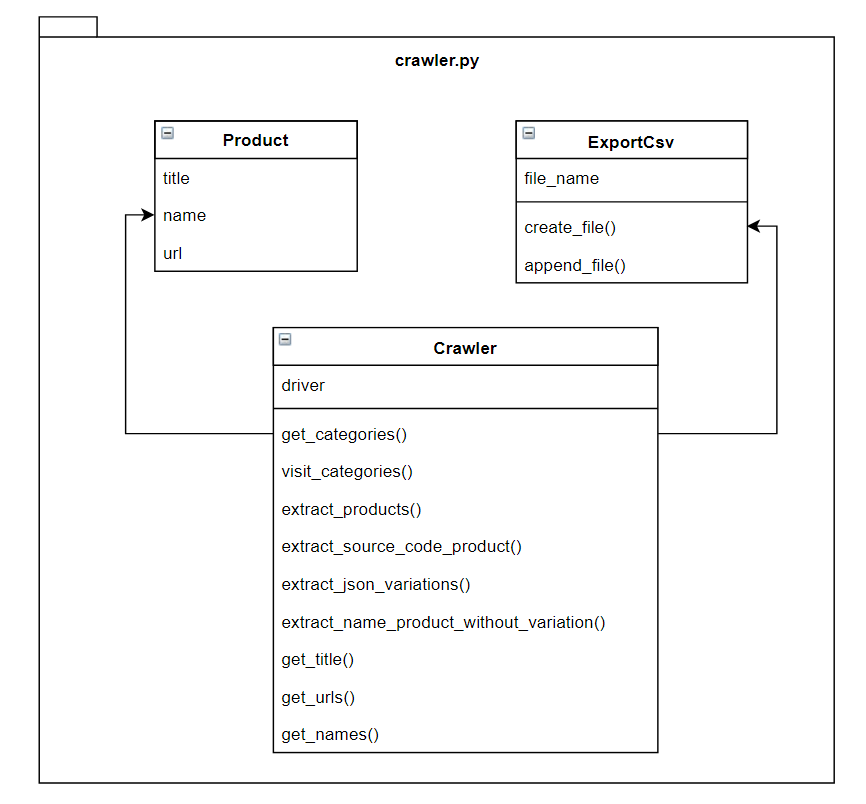 crawler.py
Product
title
name
url
ExportCsv
file_name
create_file()
append_file()
Crawler
driver
get_categories()
visit_categories()
extract_products()
extract_source_code_product()
extract_json_variations()
extract_name_product_without_variation()
get_title()
get_urls()
get_names()